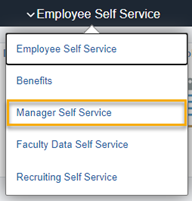 Employee Self Service
Employee Self Service
Benefits
Manager Self Service
Faculty Data Self Service
Recruiting Self Service